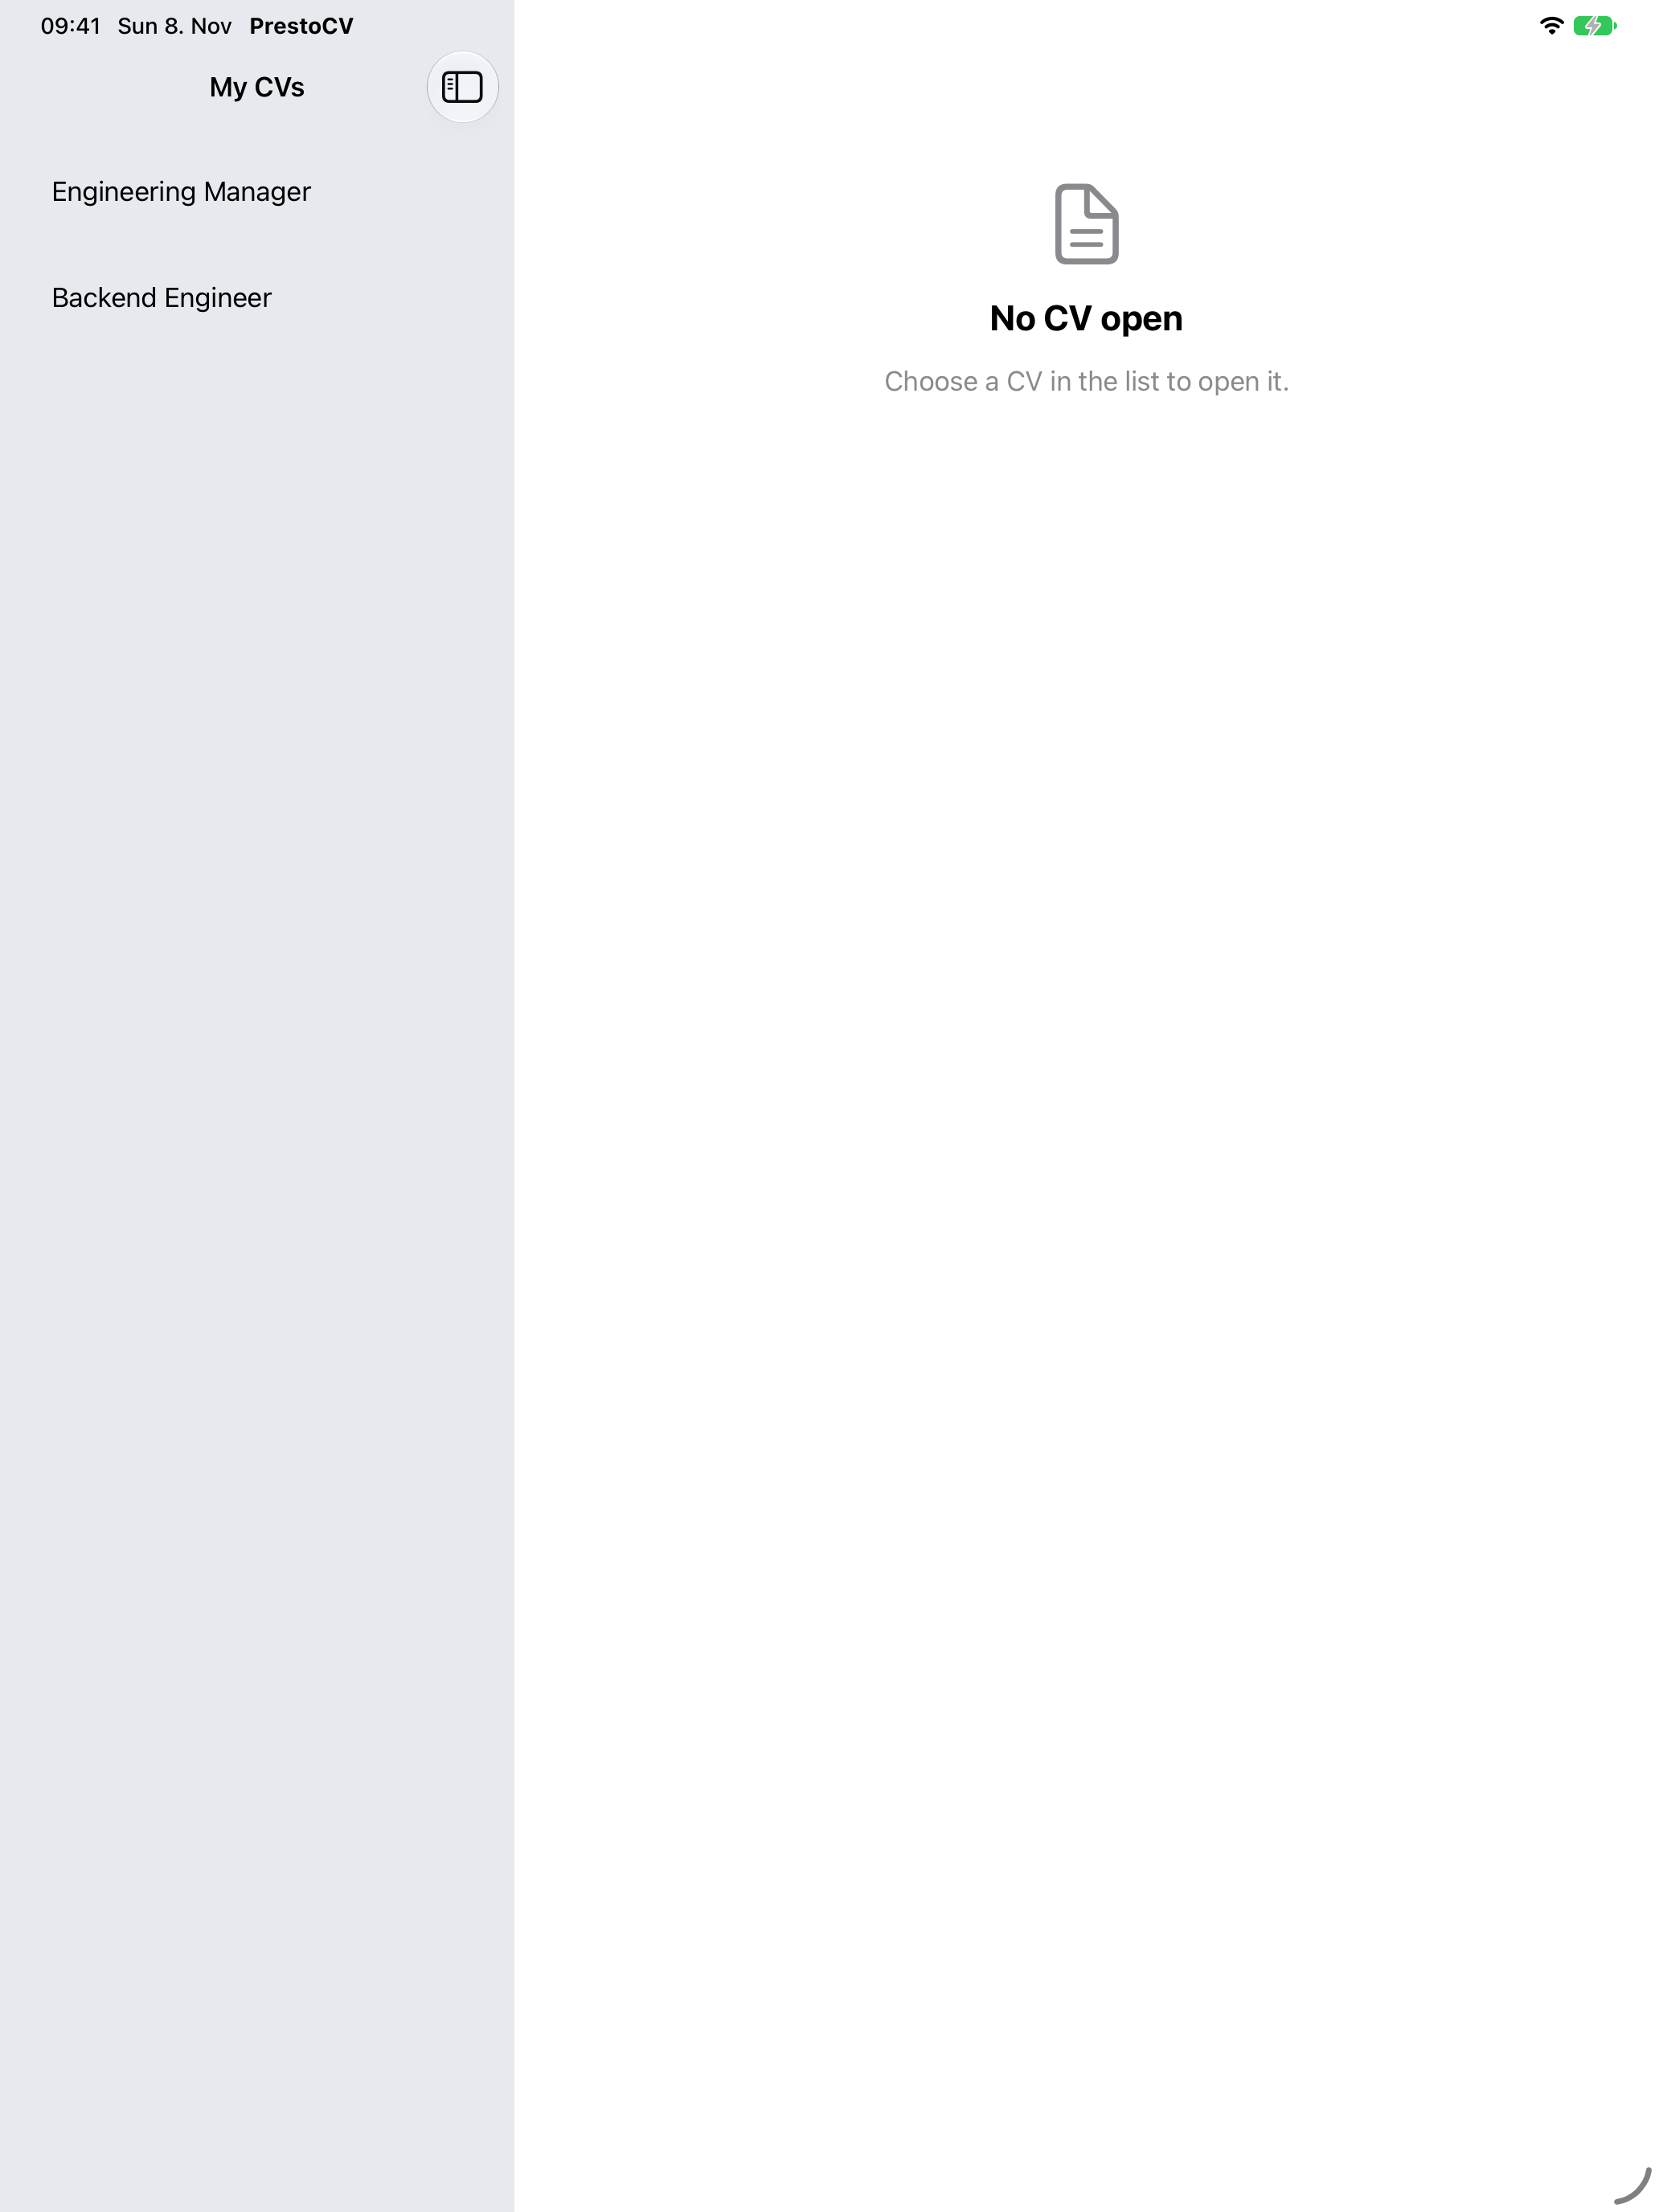 09:41 Sun 8. Nov PrestoCV
My CVs
Engineering Manager
Backend Engineer
No CV open
Choose a CV in the list to open it.